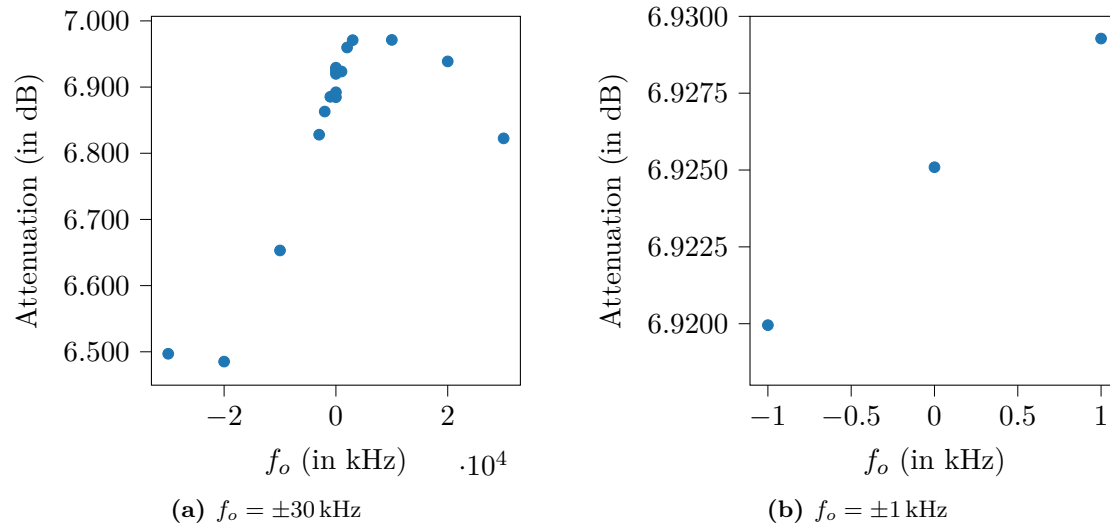 7.000
6.900
6.800
6.700
6.600
6.500
Attenuation (in dB)
−2 0 2
f_o (in kHz) ·10^4
(a) f_o = ±30 kHz
6.9300
6.9275
6.9250
6.9225
6.9200
Attenuation (in dB)
−1 −0.5 0 0.5 1
f_o (in kHz)
(b) f_o = ±1 kHz